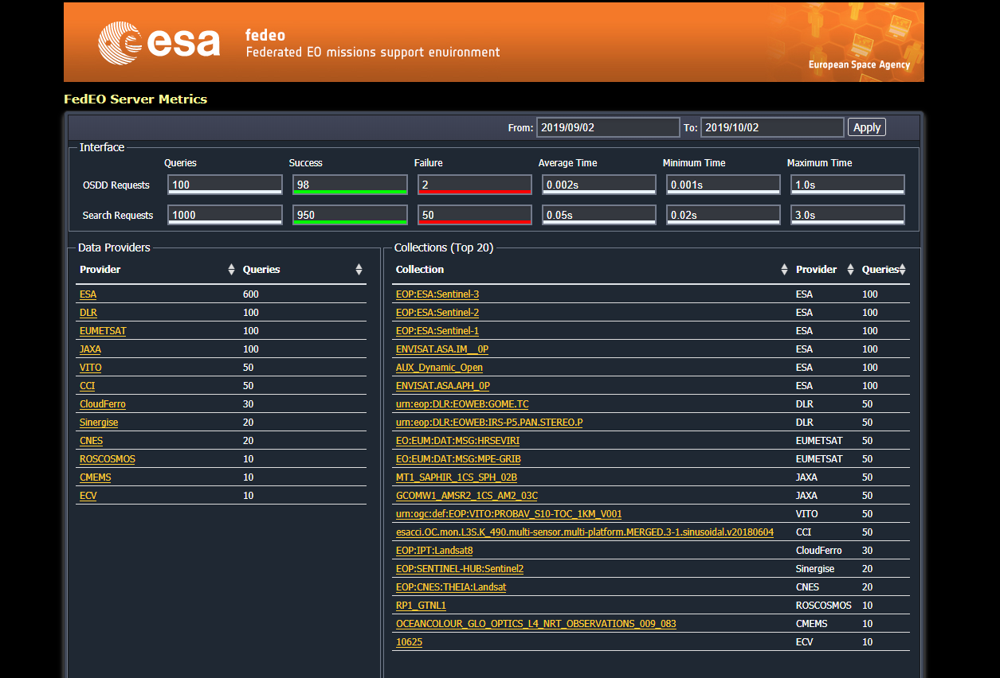 esa
fedeo
Federated EO missions support environment
European Space Agency
FedEO Server Metrics
From: 2019/09/02 To: 2019/10/02 Apply
Interface
Queries Success Failure Average Time Minimum Time Maximum Time
OSDD Requests 100 98 2 0.002s 0.001s 1.0s
Search Requests 1000 950 50 0.05s 0.02s 3.0s
Data Providers
Provider Queries
ESA 600
DLR 100
EUMETSAT 100
JAXA 100
VITO 50
CCI 50
CloudFerro 30
Sinergise 20
CNES 20
ROSCOSMOS 10
CMEMS 10
ECV 10
Collections (Top 20)
Collection Provider Queries
EOP:ESA:Sentinel-3 ESA 100
EOP:ESA:Sentinel-2 ESA 100
EOP:ESA:Sentinel-1 ESA 100
ENVISAT.ASA.IM__0P ESA 100
AUX_Dynamic_Open ESA 100
ENVISAT.ASA.APH_0P ESA 100
urn:eop:DLR:EOWEB:GOME.TC DLR 50
urn:eop:DLR:EOWEB:IRS-P5.PAN.STEREO.P DLR 50
EO:EUM:DAT:MSG:HRSEVIRI EUMETSAT 50
EO:EUM:DAT:MSG:MPE-GRIB EUMETSAT 50
MT1_SAPHIR_1CS_SPH_02B JAXA 50
GCOMW1_AMSR2_1CS_AM2_03C JAXA 50
urn:ogc:def:EOP:VITO:PROBAV_S10-TOC_1KM_V001 VITO 50
esacci.OC.mon.L3S.K_490.multi-sensor.multi-platform.MERGED.3-1.sinusoidal.v20180604 CCI 50
EOP:IPT:Landsat8 CloudFerro 30
EOP:SENTINEL-HUB:Sentinel2 Sinergise 20
EOP:CNES:THEIA:Landsat CNES 20
RP1_GTNL1 ROSCOSMOS 10
OCEANCOLOUR_GLO_OPTICS_L4_NRT_OBSERVATIONS_009_083 CMEMS 10
10625 ECV 10